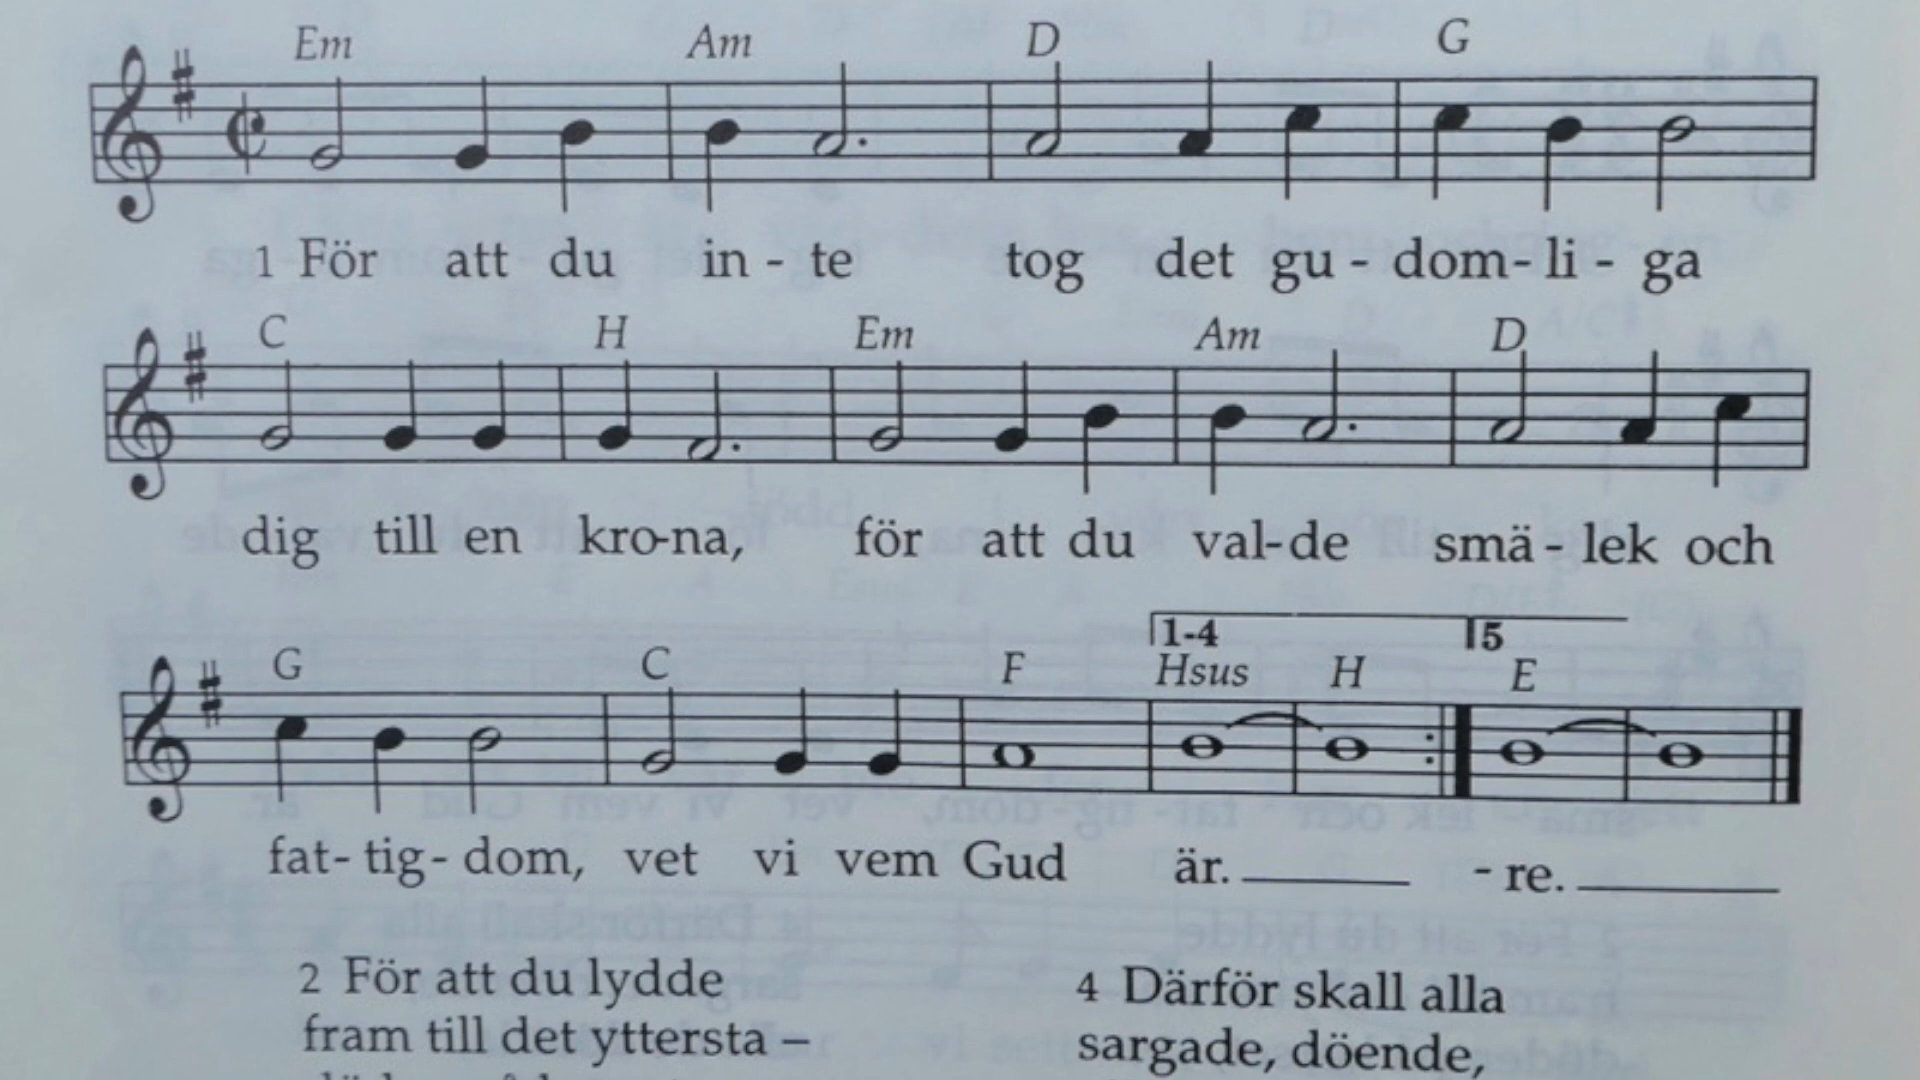 Em Am D G
1 För att du in - te tog det gu - dom - li - ga
C H Em Am D
dig till en kro-na, för att du val-de smä - lek och
1-4 5
G C F Hsus H E
fat- tig- dom, vet vi vem Gud är. - re.
2 För att du lydde
fram till det yttersta –
4 Därför skall alla
sargade, döende,